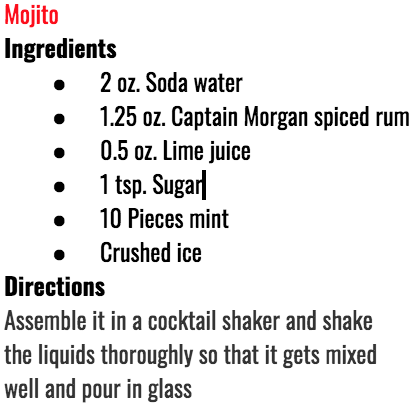 Mojito
Ingredients
● 2 oz. Soda water
● 1.25 oz. Captain Morgan spiced rum
● 0.5 oz. Lime juice
● 1 tsp. Sugar
● 10 Pieces mint
● Crushed ice
Directions
Assemble it in a cocktail shaker and shake
the liquids thoroughly so that it gets mixed
well and pour in glass